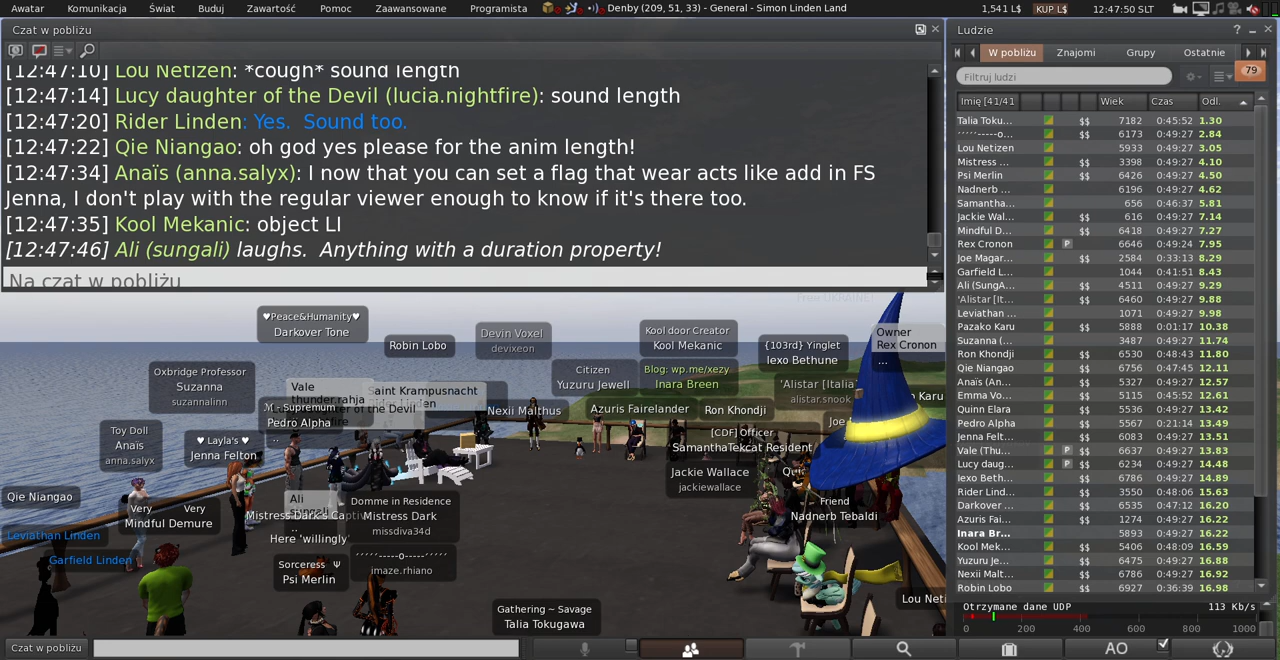 Awatar Komunikacja Świat Buduj Zawartość Pomoc Zaawansowane Programista Denby (209, 51, 33) - General - Simon Linden Land 1,541 L$ KUP L$ 12:47:50 SLT
Czat w pobliżu
[12:47:10] Lou Netizen: *cough* sound length
[12:47:14] Lucy daughter of the Devil (lucia.nightfire): sound length
[12:47:20] Rider Linden: Yes.  Sound too.
[12:47:22] Qie Niangao: oh god yes please for the anim length!
[12:47:34] Anaïs (anna.salyx): I now that you can set a flag that wear acts like add in FS
Jenna, I don't play with the regular viewer enough to know if it's there too.
[12:47:35] Kool Mekanic: object LI
[12:47:46] Ali (sungali) laughs.  Anything with a duration property!
Na czat w pobliżu
♥Peace&Humanity♥
Darkover Tone
Robin Lobo
Devin Voxel
devixeon
Kool door Creator
Kool Mekanic
{103rd} Yinglet
Iexo Bethune
Owner
Rex Cronon
...
Oxbridge Professor
Suzanna
suzannalinn
Vale
thunder.rahja
Saint Krampusnacht
Citizen
Yuzuru Jewell
Blog: wp.me/xezy
Inara Breen
'Alistar [Italia
alistar.snook
Karu
Supremum
Pedro Alpha
of the Devil
Nexii Malthus
Azuris Fairelander
Ron Khondji
Joe
Toy Doll
Anaïs
anna.salyx
♥ Layla's ♥
Jenna Felton
[CDF] Officer
SamanthaTekcat Resident
Jackie Wallace
jackiewallace
Qie Niangao
Very Very
Mindful Demure
Ali
Mistress Dark's
Domme in Residence
Mistress Dark
missdiva34d
Friend
Nadnerb Tebaldi
Leviathan Linden
Garfield Linden
Here 'willingly'
Sorceress Ψ
Psi Merlin
´´´´´-----o-----´´´´´
imaze.rhiano
Gathering ~ Savage
Talia Tokugawa
Lou Neti
Czat w pobliżu
AO
Ludzie
W pobliżu Znajomi Grupy Ostatnie
79
Filtruj ludzi
Imię [41/41 Wiek Czas Odl.
Talia Toku... $$ 7182 0:45:52 1.30
´´´´´-----o... $$ 6173 0:49:27 2.84
Lou Netizen 5933 0:49:27 3.05
Mistress ... $$ 3398 0:49:27 4.10
Psi Merlin $$ 6426 0:49:27 4.50
Nadnerb ... 6196 0:49:27 4.62
Samantha... 656 0:46:37 5.81
Jackie Wal... $$ 616 0:49:27 7.14
Mindful D... $$ 6418 0:49:27 7.27
Rex Cronon P 6646 0:49:24 7.95
Joe Magar... $$ 2584 0:33:13 8.29
Garfield L... 1044 0:41:51 8.43
Ali (SungA... $$ 4511 0:49:27 9.29
'Alistar [It... $$ 6460 0:49:27 9.88
Leviathan ... 1071 0:49:27 9.98
Pazako Karu $$ 5888 0:01:17 10.38
Suzanna (... 3487 0:49:27 11.74
Ron Khondji $$ 6530 0:48:43 11.80
Qie Niangao 6756 0:47:45 12.11
Anaïs (An... $$ 5327 0:49:27 12.57
Emma Vo... $$ 5115 0:45:52 12.61
Quinn Elara $$ 5536 0:49:27 13.42
Pedro Alpha $$ 5567 0:21:14 13.49
Jenna Felt... $$ 6083 0:49:27 13.51
Vale (Thu... P $$ 6637 0:49:27 13.83
Lucy daug... P $$ 6234 0:49:27 14.48
Iexo Beth... $$ 6786 0:49:27 14.89
Rider Lind... $$ 3550 0:48:06 15.63
Darkover ... $$ 6535 0:47:12 16.20
Azuris Fai... $$ 1274 0:49:27 16.22
Inara Br... 5893 0:49:27 16.22
Kool Mek... $$ 5406 0:48:09 16.59
Yuzuru Je... $$ 6475 0:49:27 16.88
Nexii Malt... $$ 6786 0:49:27 16.92
Robin Lobo $$ 6927 0:36:39 16.98
Otrzymane dane UDP 113 Kb/s
0 200 400 600 800 1000